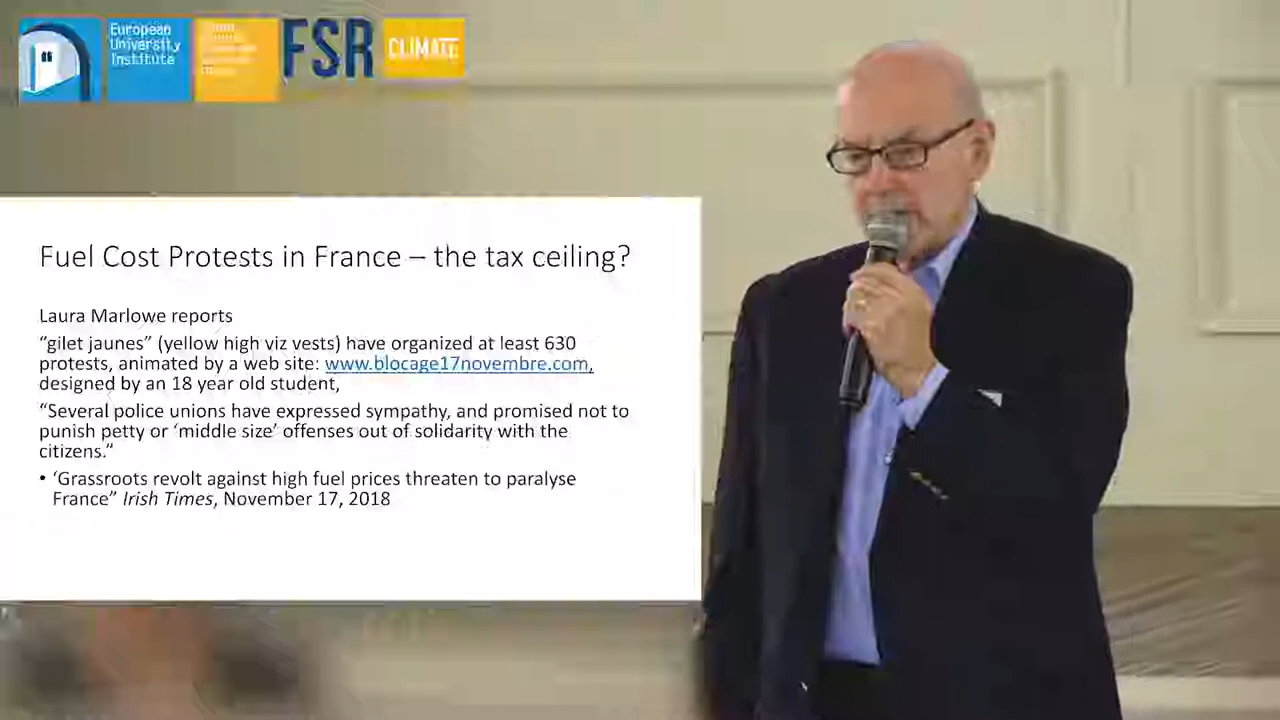 European
University
Institute
FSR
CLIMATE
Fuel Cost Protests in France – the tax ceiling?
Laura Marlowe reports
“gilet jaunes” (yellow high viz vests) have organized at least 630
protests, animated by a web site: www.blocage17novembre.com,
designed by an 18 year old student,
“Several police unions have expressed sympathy, and promised not to
punish petty or ‘middle size’ offenses out of solidarity with the
citizens.“
• ‘Grassroots revolt against high fuel prices threaten to paralyse
France” Irish Times, November 17, 2018